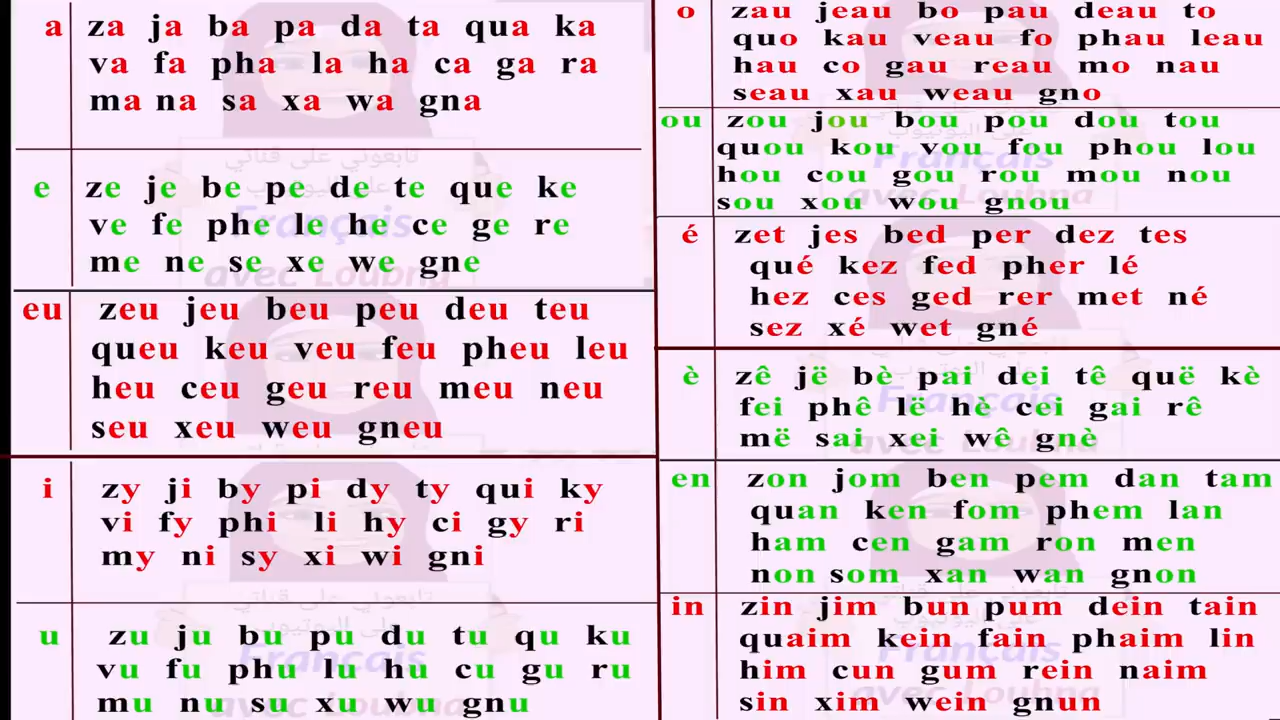 a za ja ba pa da ta qua ka
va fa pha la ha ca ga ra
ma na sa xa wa gna
e ze je be pe de te que ke
ve fe phe le he ce ge re
me ne se xe we gne
eu zeu jeu beu peu deu teu
queu keu veu feu pheu leu
heu ceu geu reu meu neu
seu xeu weu gneu
i zy ji by pi dy ty qui ky
vi fy phi li hy ci gy ri
my ni sy xi wi gni
u zu ju bu pu du tu qu ku
vu fu phu lu hu cu gu ru
mu nu su xu wu gnu
o zau jeau bo pau deau to
quo kau veau fo phau leau
hau co gau reau mo nau
seau xau weau gno
ou zou jou bou pou dou tou
quou kou vou fou phou lou
hou cou gou rou mou nou
sou xou wou gnou
é zet jes bed per dez tes
qué kez fed pher lé
hez ces ged rer met né
sez xé wet gné
è zê jë bè pai dei tê quë kè
fei phê lë hè cei gai rê
më sai xei wê gnè
en zon jom ben pem dan tam
quan ken fom phem lan
ham cen gam ron men
non som xan wan gnon
in zin jim bun pum dein tain
quaim kein fain phaim lin
him cun gum rein naim
sin xim wein gnun
تابعوني على قناتي
على اليوتيوب
Français
avec Loubna